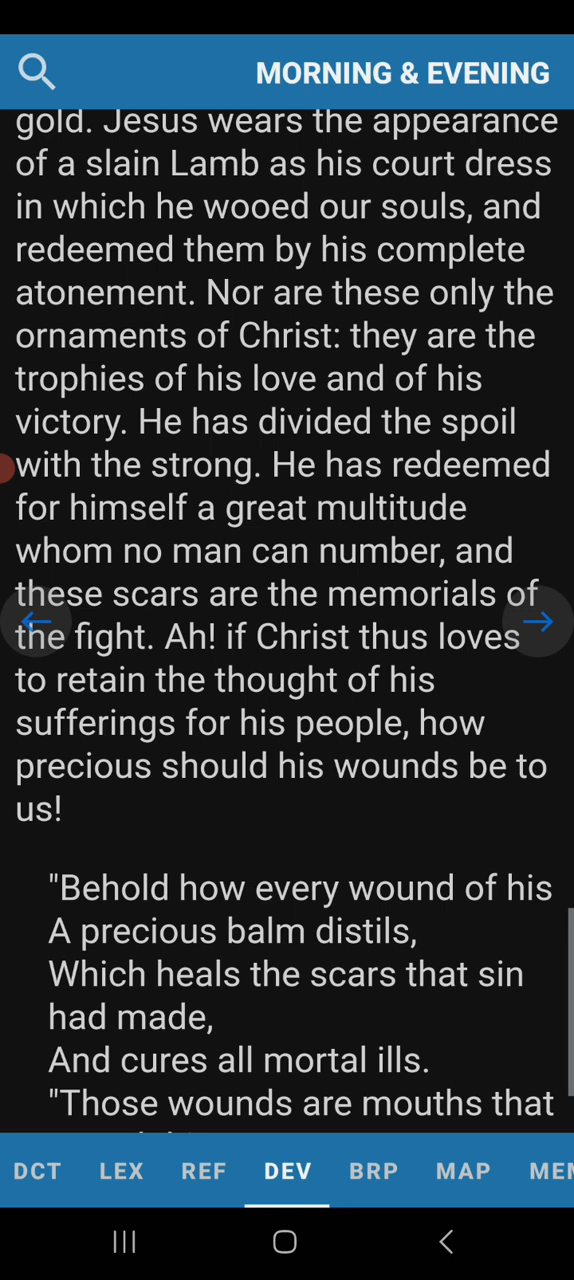 MORNING & EVENING
gold. Jesus wears the appearance
of a slain Lamb as his court dress
in which he wooed our souls, and
redeemed them by his complete
atonement. Nor are these only the
ornaments of Christ: they are the
trophies of his love and of his
victory. He has divided the spoil
with the strong. He has redeemed
for himself a great multitude
whom no man can number, and
these scars are the memorials of
the fight. Ah! if Christ thus loves
to retain the thought of his
sufferings for his people, how
precious should his wounds be to
us!
"Behold how every wound of his
A precious balm distils,
Which heals the scars that sin
had made,
And cures all mortal ills.
"Those wounds are mouths that
DCT LEX REF DEV BRP MAP